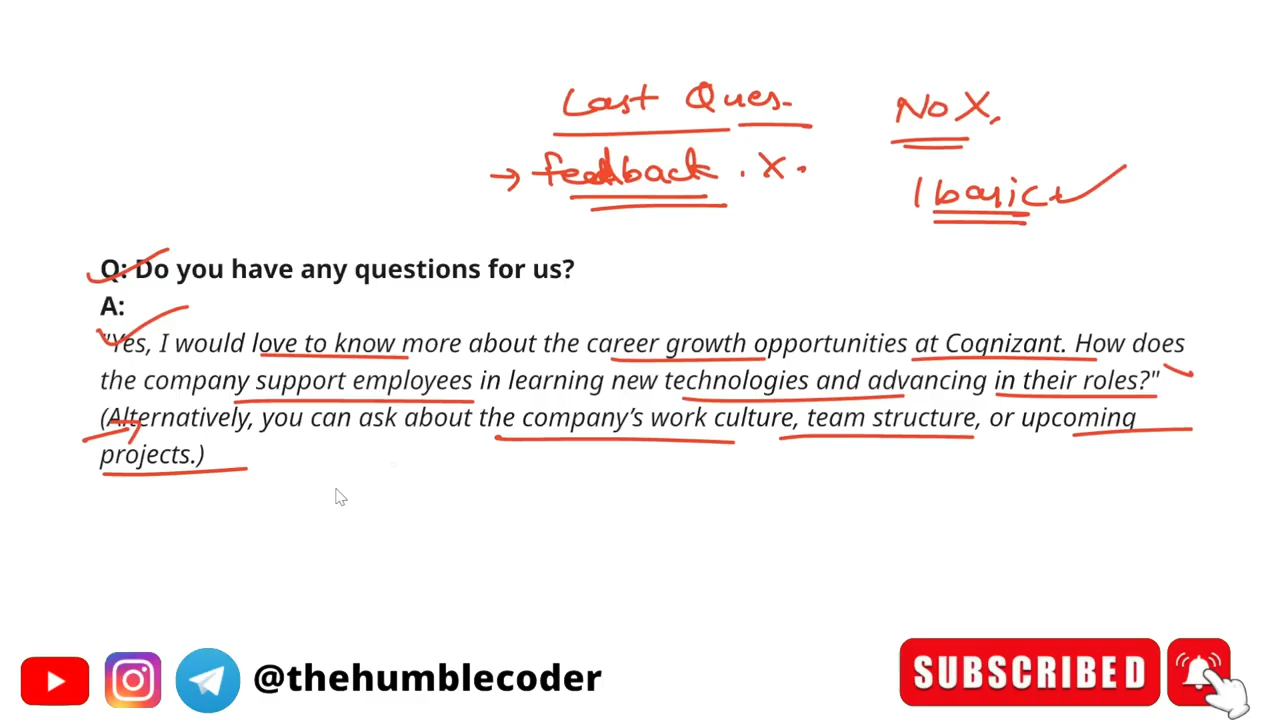 Last Ques.
No X.
→ feedback. X.
1 basic
Q: Do you have any questions for us?
A:
"Yes, I would love to know more about the career growth opportunities at Cognizant. How does
the company support employees in learning new technologies and advancing in their roles?"
(Alternatively, you can ask about the company’s work culture, team structure, or upcoming
projects.)
@thehumblecoder
SUBSCRIBED